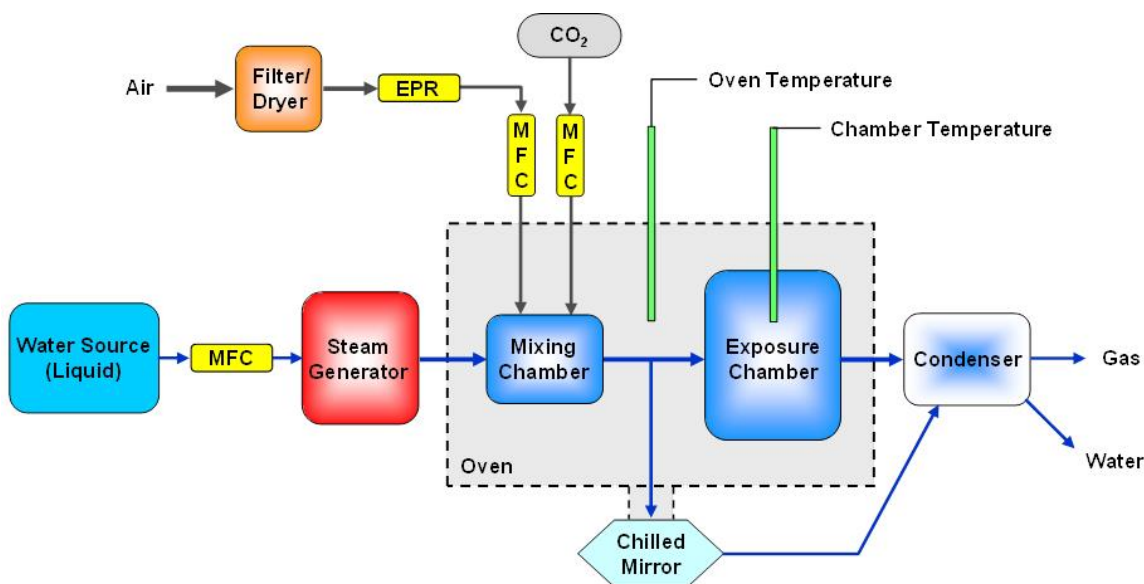 CO₂
Air
Filter/
Dryer
EPR
M
F
C
M
F
C
Oven Temperature
Chamber Temperature
Water Source
(Liquid)
MFC
Steam
Generator
Mixing
Chamber
Exposure
Chamber
Condenser
Gas
Water
Oven
Chilled
Mirror